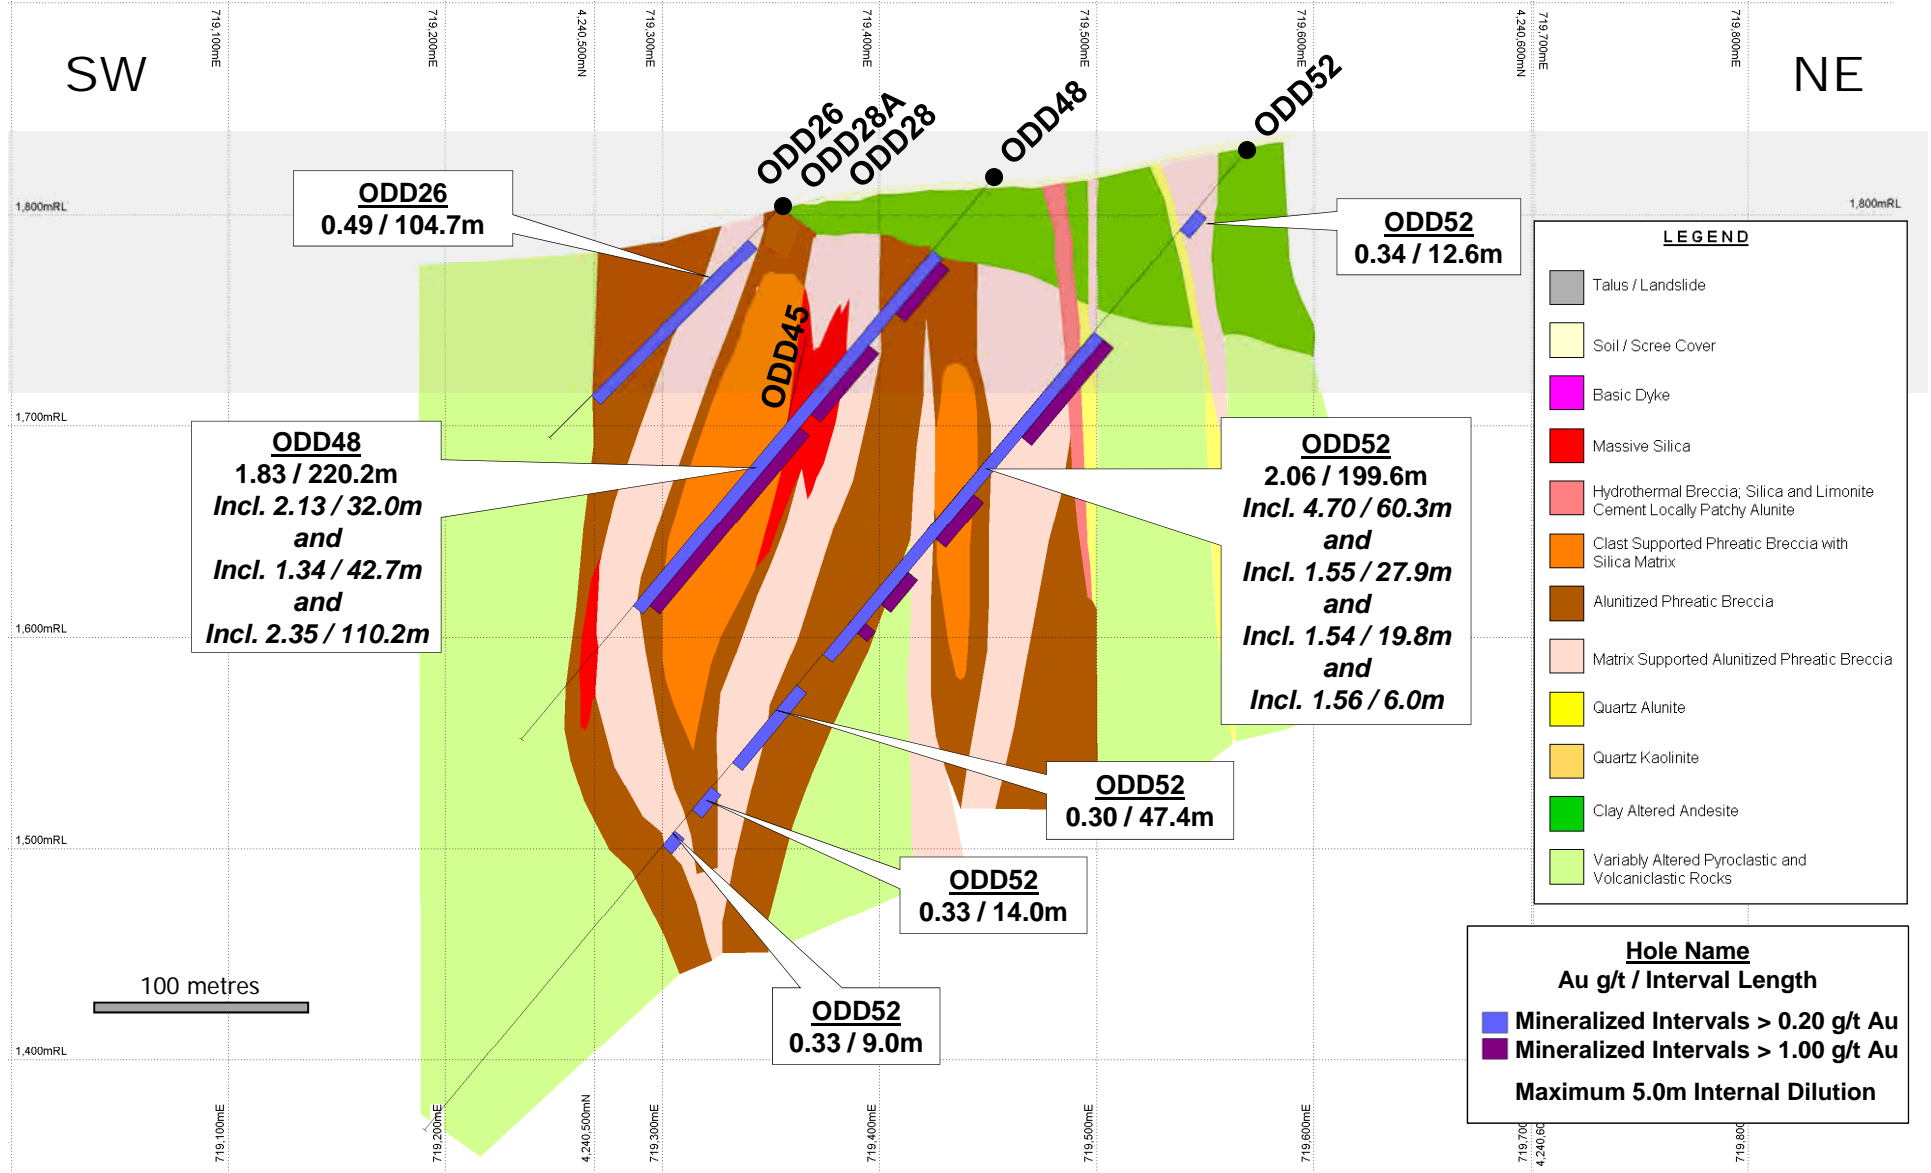 719,100mE
719,200mE
4,240,500mN
719,300mE
719,400mE
719,500mE
719,600mE
4,240,600mN
719,700mE
719,800mE
SW
NE
ODD26
ODD28A
ODD28
ODD48
ODD52
ODD45
1,800mRL
1,800mRL
1,700mRL
1,600mRL
1,500mRL
1,400mRL
ODD26
0.49 / 104.7m
ODD52
0.34 / 12.6m
ODD48
1.83 / 220.2m
Incl. 2.13 / 32.0m
and
Incl. 1.34 / 42.7m
and
Incl. 2.35 / 110.2m
ODD52
2.06 / 199.6m
Incl. 4.70 / 60.3m
and
Incl. 1.55 / 27.9m
and
Incl. 1.54 / 19.8m
and
Incl. 1.56 / 6.0m
ODD52
0.30 / 47.4m
ODD52
0.33 / 14.0m
ODD52
0.33 / 9.0m
100 metres
LEGEND
Talus / Landslide
Soil / Scree Cover
Basic Dyke
Massive Silica
Hydrothermal Breccia; Silica and Limonite
Cement Locally Patchy Alunite
Clast Supported Phreatic Breccia with
Silica Matrix
Alunitized Phreatic Breccia
Matrix Supported Alunitized Phreatic Breccia
Quartz Alunite
Quartz Kaolinite
Clay Altered Andesite
Variably Altered Pyroclastic and
Volcaniclastic Rocks
Hole Name
Au g/t / Interval Length
Mineralized Intervals > 0.20 g/t Au
Mineralized Intervals > 1.00 g/t Au
Maximum 5.0m Internal Dilution
719,100mE
719,200mE
4,240,500mN
719,300mE
719,400mE
719,500mE
719,600mE
719,700
4,240,60
719,800